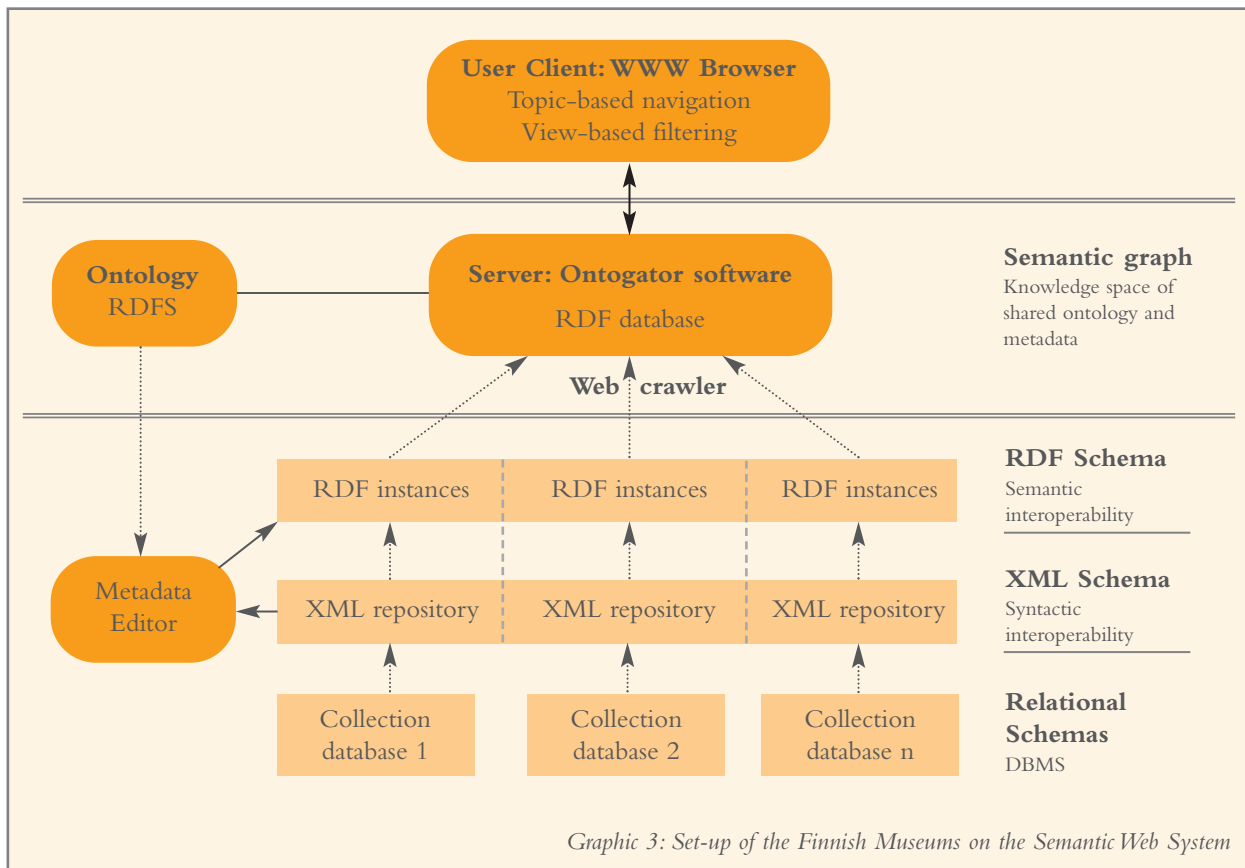 User Client: WWW Browser
Topic-based navigation
View-based filtering
Ontology
RDFS
Server: Ontogator software
RDF database
Semantic graph
Knowledge space of
shared ontology and
metadata
Web crawler
RDF instances
RDF instances
RDF instances
RDF Schema
Semantic
interoperability
Metadata
Editor
XML repository
XML repository
XML repository
XML Schema
Syntactic
interoperability
Collection
database 1
Collection
database 2
Collection
database n
Relational
Schemas
DBMS
Graphic 3: Set-up of the Finnish Museums on the Semantic Web System